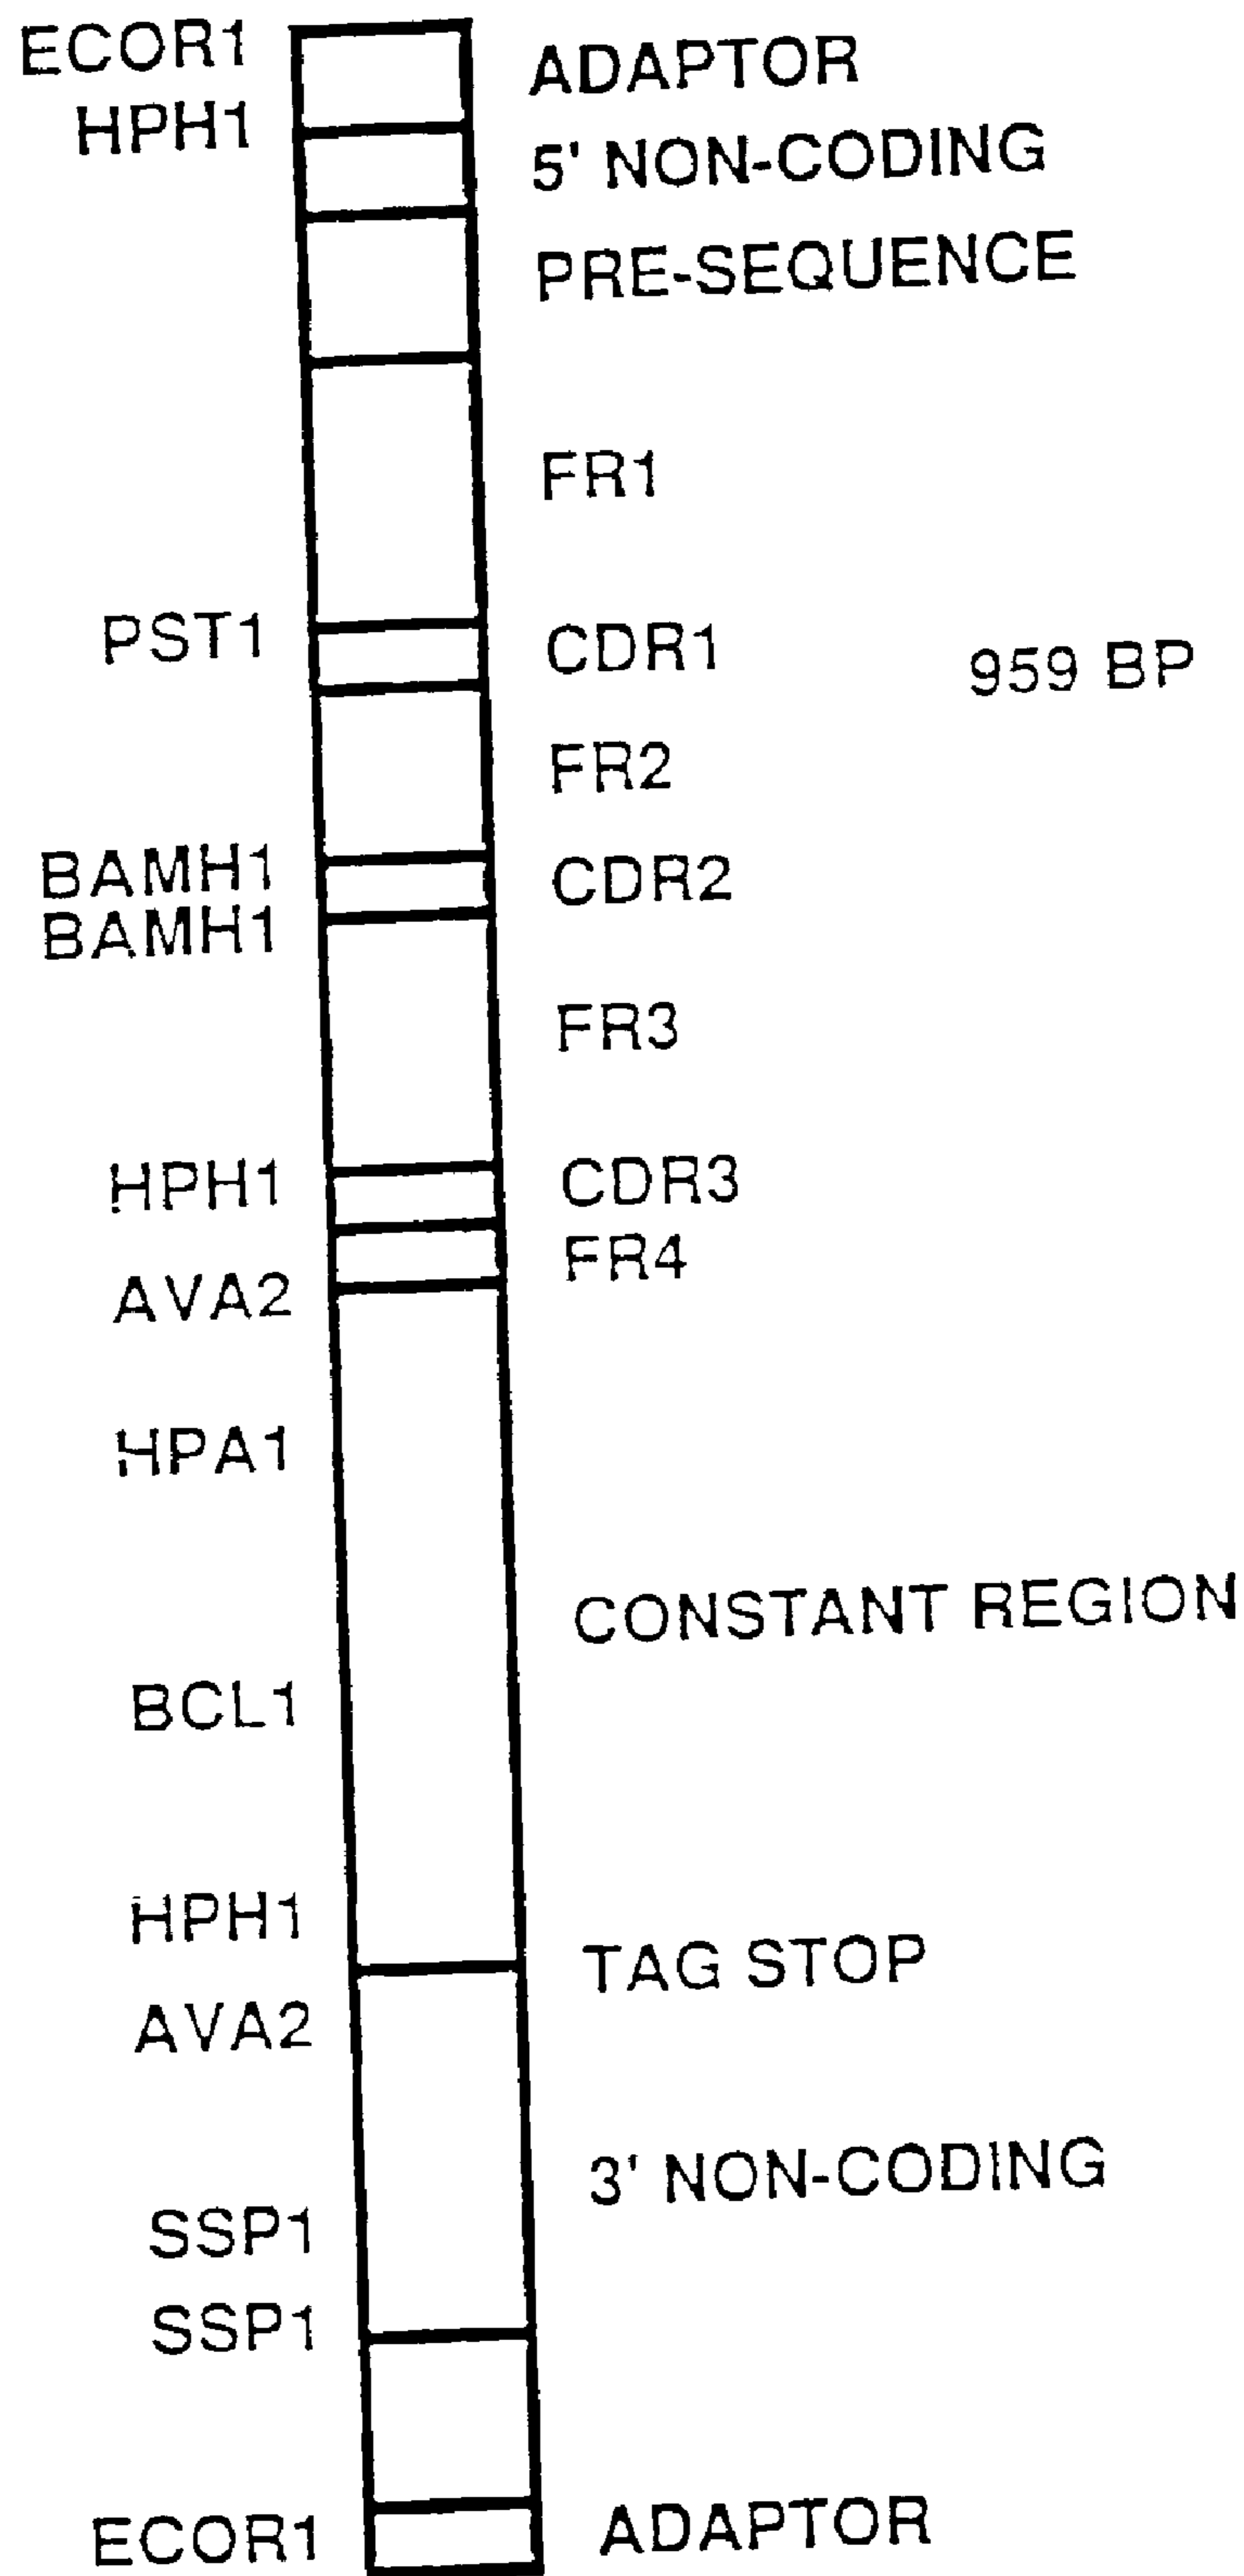 ECOR1
ADAPTOR
HPH1
5' NON-CODING
PRE-SEQUENCE
FR1
PST1
CDR1
959 BP
FR2
BAMH1
CDR2
BAMH1
FR3
HPH1
CDR3
FR4
AVA2
HPA1
CONSTANT REGION
BCL1
HPH1
TAG STOP
AVA2
3' NON-CODING
SSP1
SSP1
ECOR1
ADAPTOR